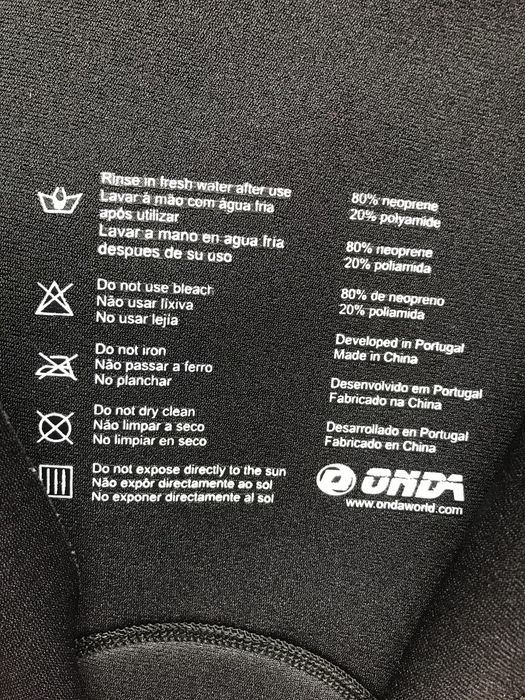 Rinse in fresh water after use
Lavar à mão com água fria
após utilizar
Lavar a mano en agua fria
despues de su uso
Do not use bleach
Não usar lixiva
No usar lejia
Do not iron
Não passar a ferro
No planchar
Do not dry clean
Não limpar a seco
No limpiar en seco
Do not expose directly to the sun
Não expôr directamente ao sol
No exponer directamente al sol
80% neoprene
20% polyamide
80% neoprene
20% poliamida
80% de neopreno
20% poliamida
Developed in Portugal
Made in China
Desenvolvido em Portugal
Fabricado na China
Desarrollado en Portugal
Fabricado en China
ONDA
www.ondaworld.com